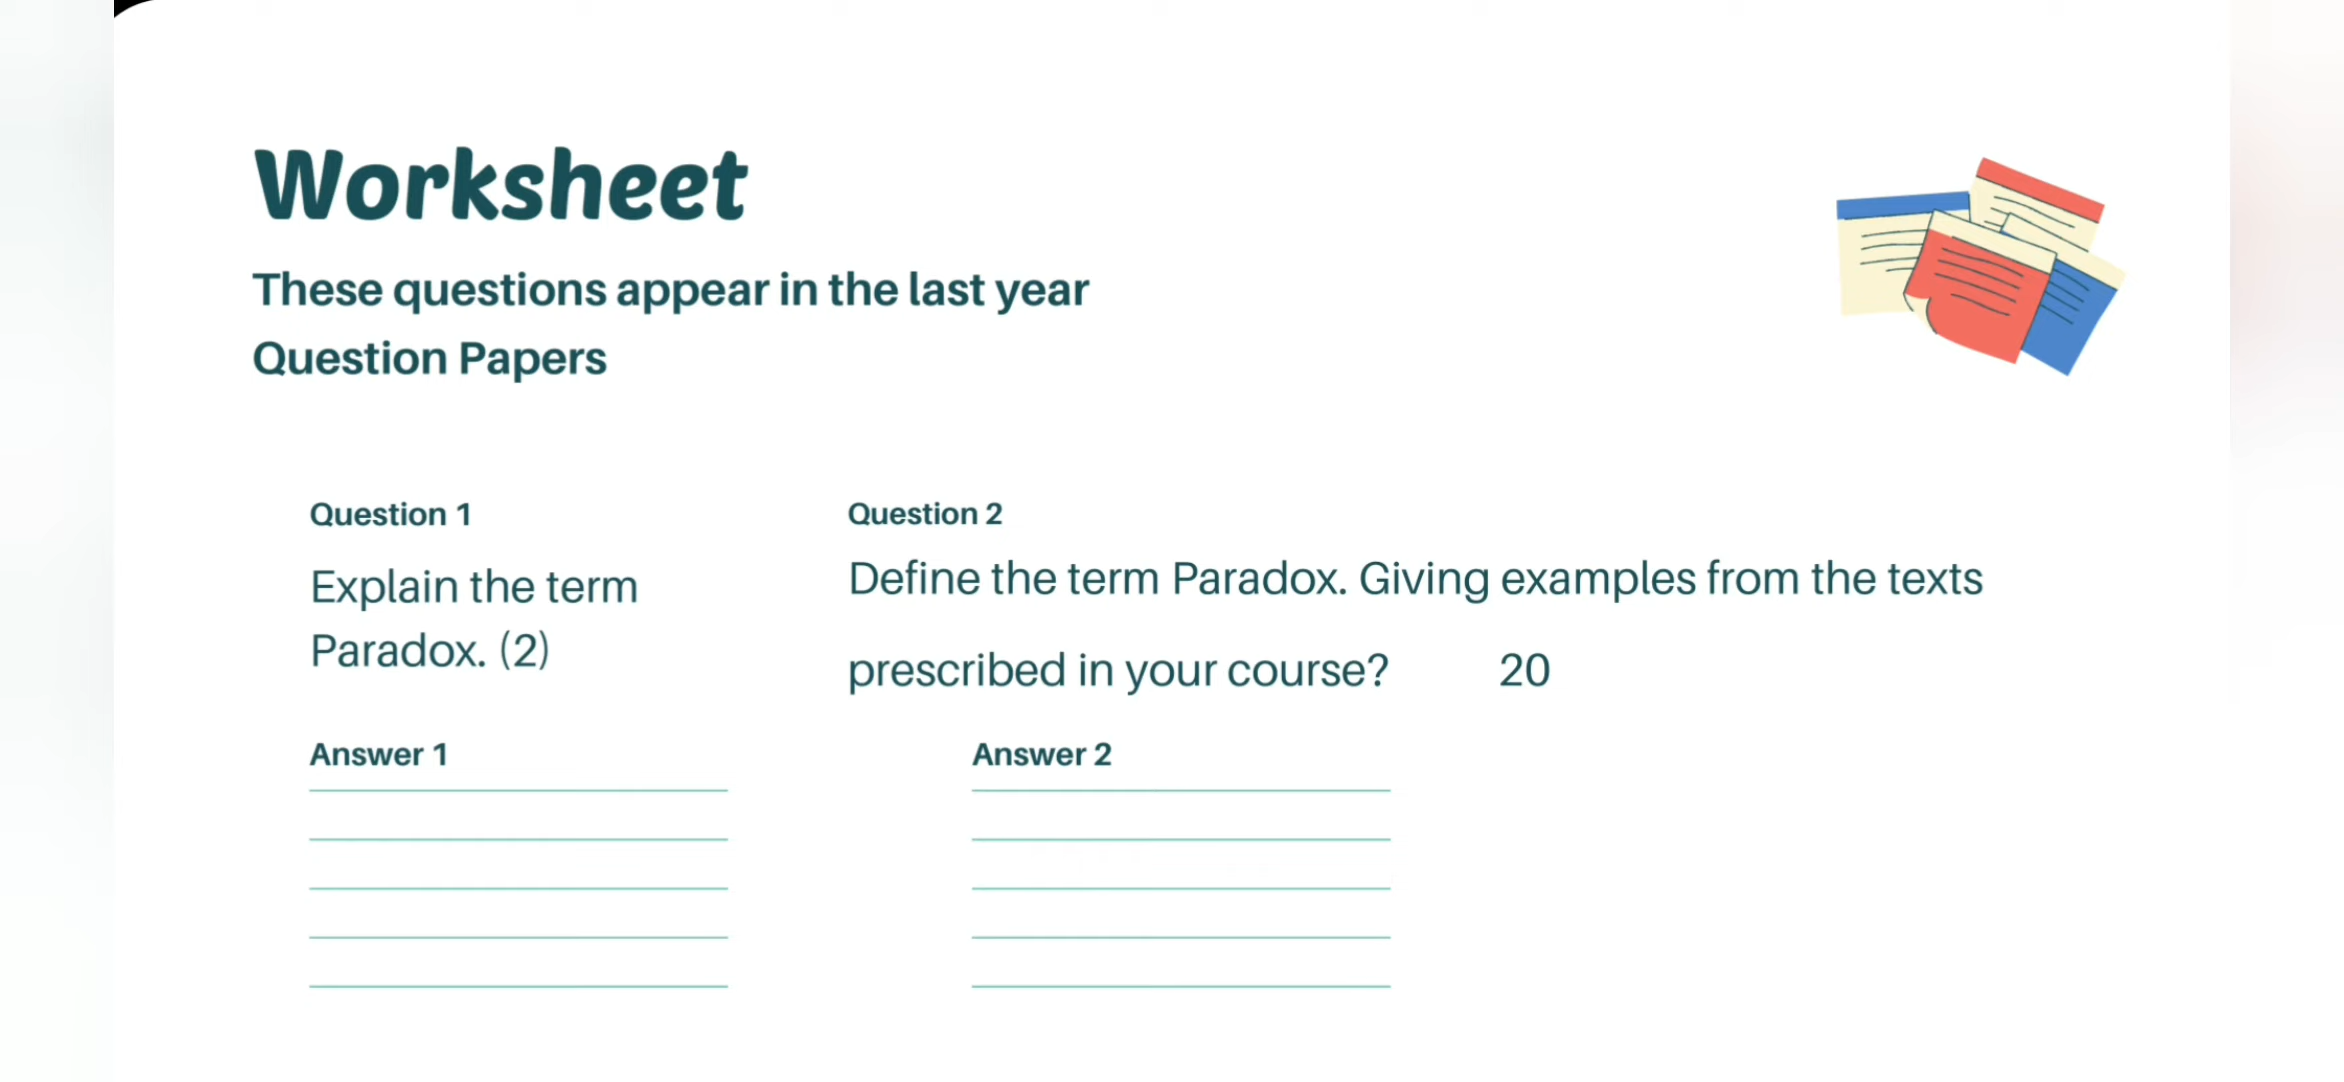 Worksheet
These questions appear in the last year
Question Papers
Question 1
Explain the term
Paradox. (2)
Question 2
Define the term Paradox. Giving examples from the texts
prescribed in your course? 20
Answer 1
Answer 2